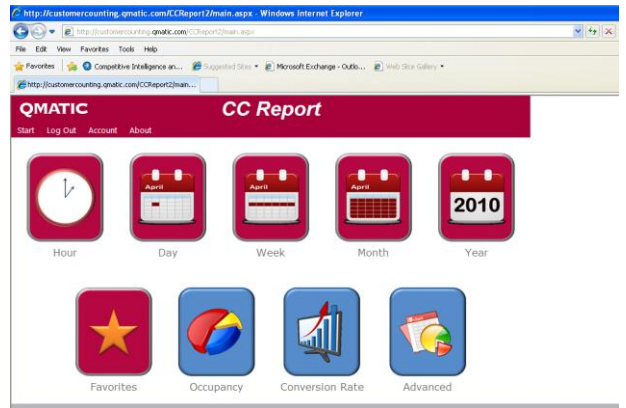 http://customercounting.qmatic.com/CCReport2/main.aspx - Windows Internet Explorer
http://customercounting.qmatic.com/CCReport2/main.aspx
File Edit View Favorites Tools Help
Favorites Competitive Intelligence an... Suggested Sites Microsoft Exchange - Outlo... Web Slice Gallery
http://customercounting.qmatic.com/CCReport2/main...
QMATIC CC Report
Start Log Out Account About
April April April 2010
Hour Day Week Month Year
Favorites Occupancy Conversion Rate Advanced